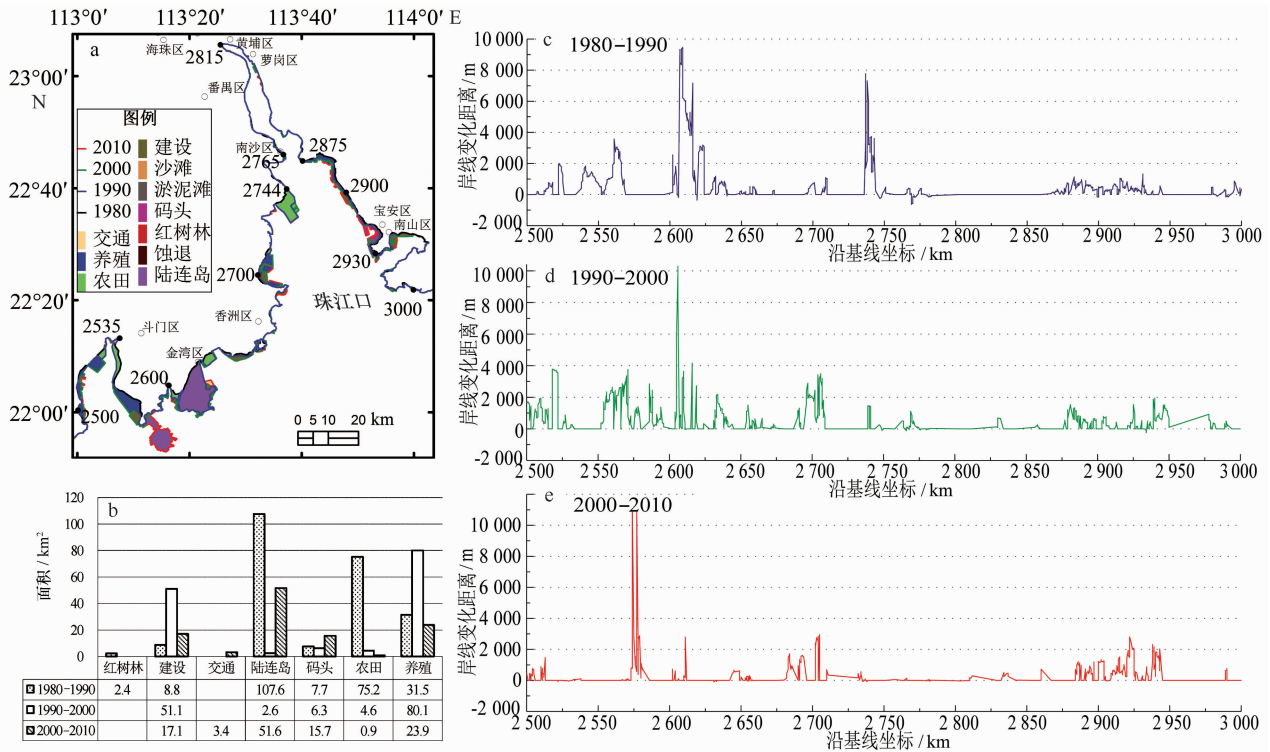 113°0′ 113°20′ 113°40′ 114°0′ E
a
23°00′
N
22°40′
22°20′
22°00′
海珠区
黄埔区
2815
萝岗区
番禺区
图例
2010
2000
1990
1980
交通
养殖
农田
建设
沙滩
淤泥滩
码头
红树林
蚀退
陆连岛
南沙区
2765
2875
2744
2900
宝安区
南山区
2930
2700
珠江口
3000
香洲区
2535
斗门区
金湾区
2600
2500
0 5 10 20 km
b
面积 / km²
120
100
80
60
40
20
0
红树林 建设 交通 陆连岛 码头 农田 养殖
1980−1990 2.4 8.8 107.6 7.7 75.2 31.5
1990−2000 51.1 2.6 6.3 4.6 80.1
2000−2010 17.1 3.4 51.6 15.7 0.9 23.9
c 1980−1990
岸线变化距离 / m
10 000
8 000
6 000
4 000
2 000
0
-2 000
2 500 2 550 2 600 2 650 2 700 2 750 2 800 2 850 2 900 2 950 3 000
沿基线坐标 / km
d 1990−2000
岸线变化距离 / m
10 000
8 000
6 000
4 000
2 000
0
-2 000
2 500 2 550 2 600 2 650 2 700 2 750 2 800 2 850 2 900 2 950 3 000
沿基线坐标 / km
e 2000−2010
岸线变化距离 / m
10 000
8 000
6 000
4 000
2 000
0
-2 000
2 500 2 550 2 600 2 650 2 700 2 750 2 800 2 850 2 900 2 950 3 000
沿基线坐标 / km